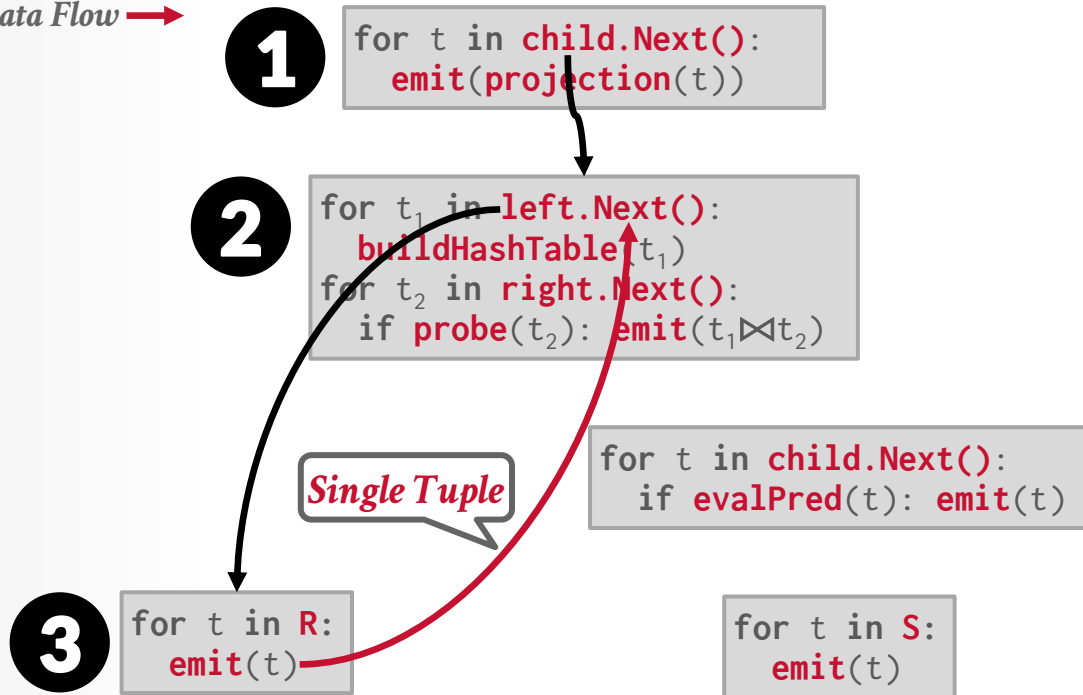 ata Flow
1
for t in child.Next():
emit(projection(t))
2
for t₁ in left.Next():
buildHashTable(t₁)
for t₂ in right.Next():
if probe(t₂): emit(t₁⨝t₂)
for t in child.Next():
if evalPred(t): emit(t)
Single Tuple
3
for t in R:
emit(t)
for t in S:
emit(t)